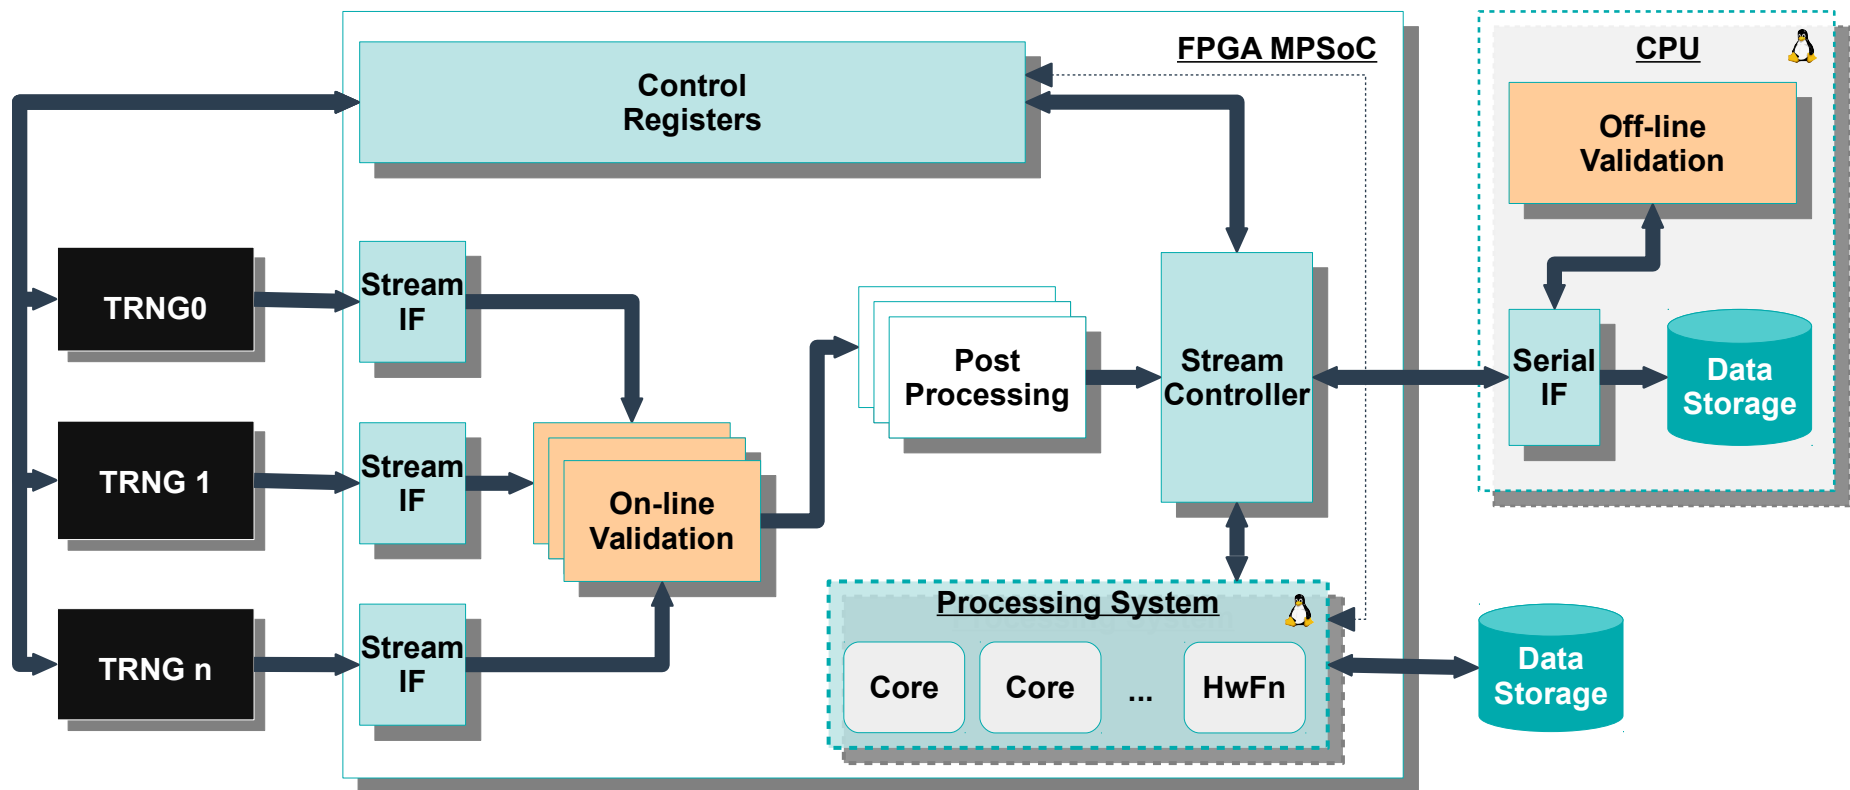 FPGA MPSoC
CPU
Control
Registers
Off-line
Validation
TRNG0
Stream
IF
Post
Processing
Stream
Controller
Serial
IF
Data
Storage
TRNG 1
Stream
IF
On-line
Validation
TRNG n
Stream
IF
Processing System
Core
Core
...
HwFn
Data
Storage